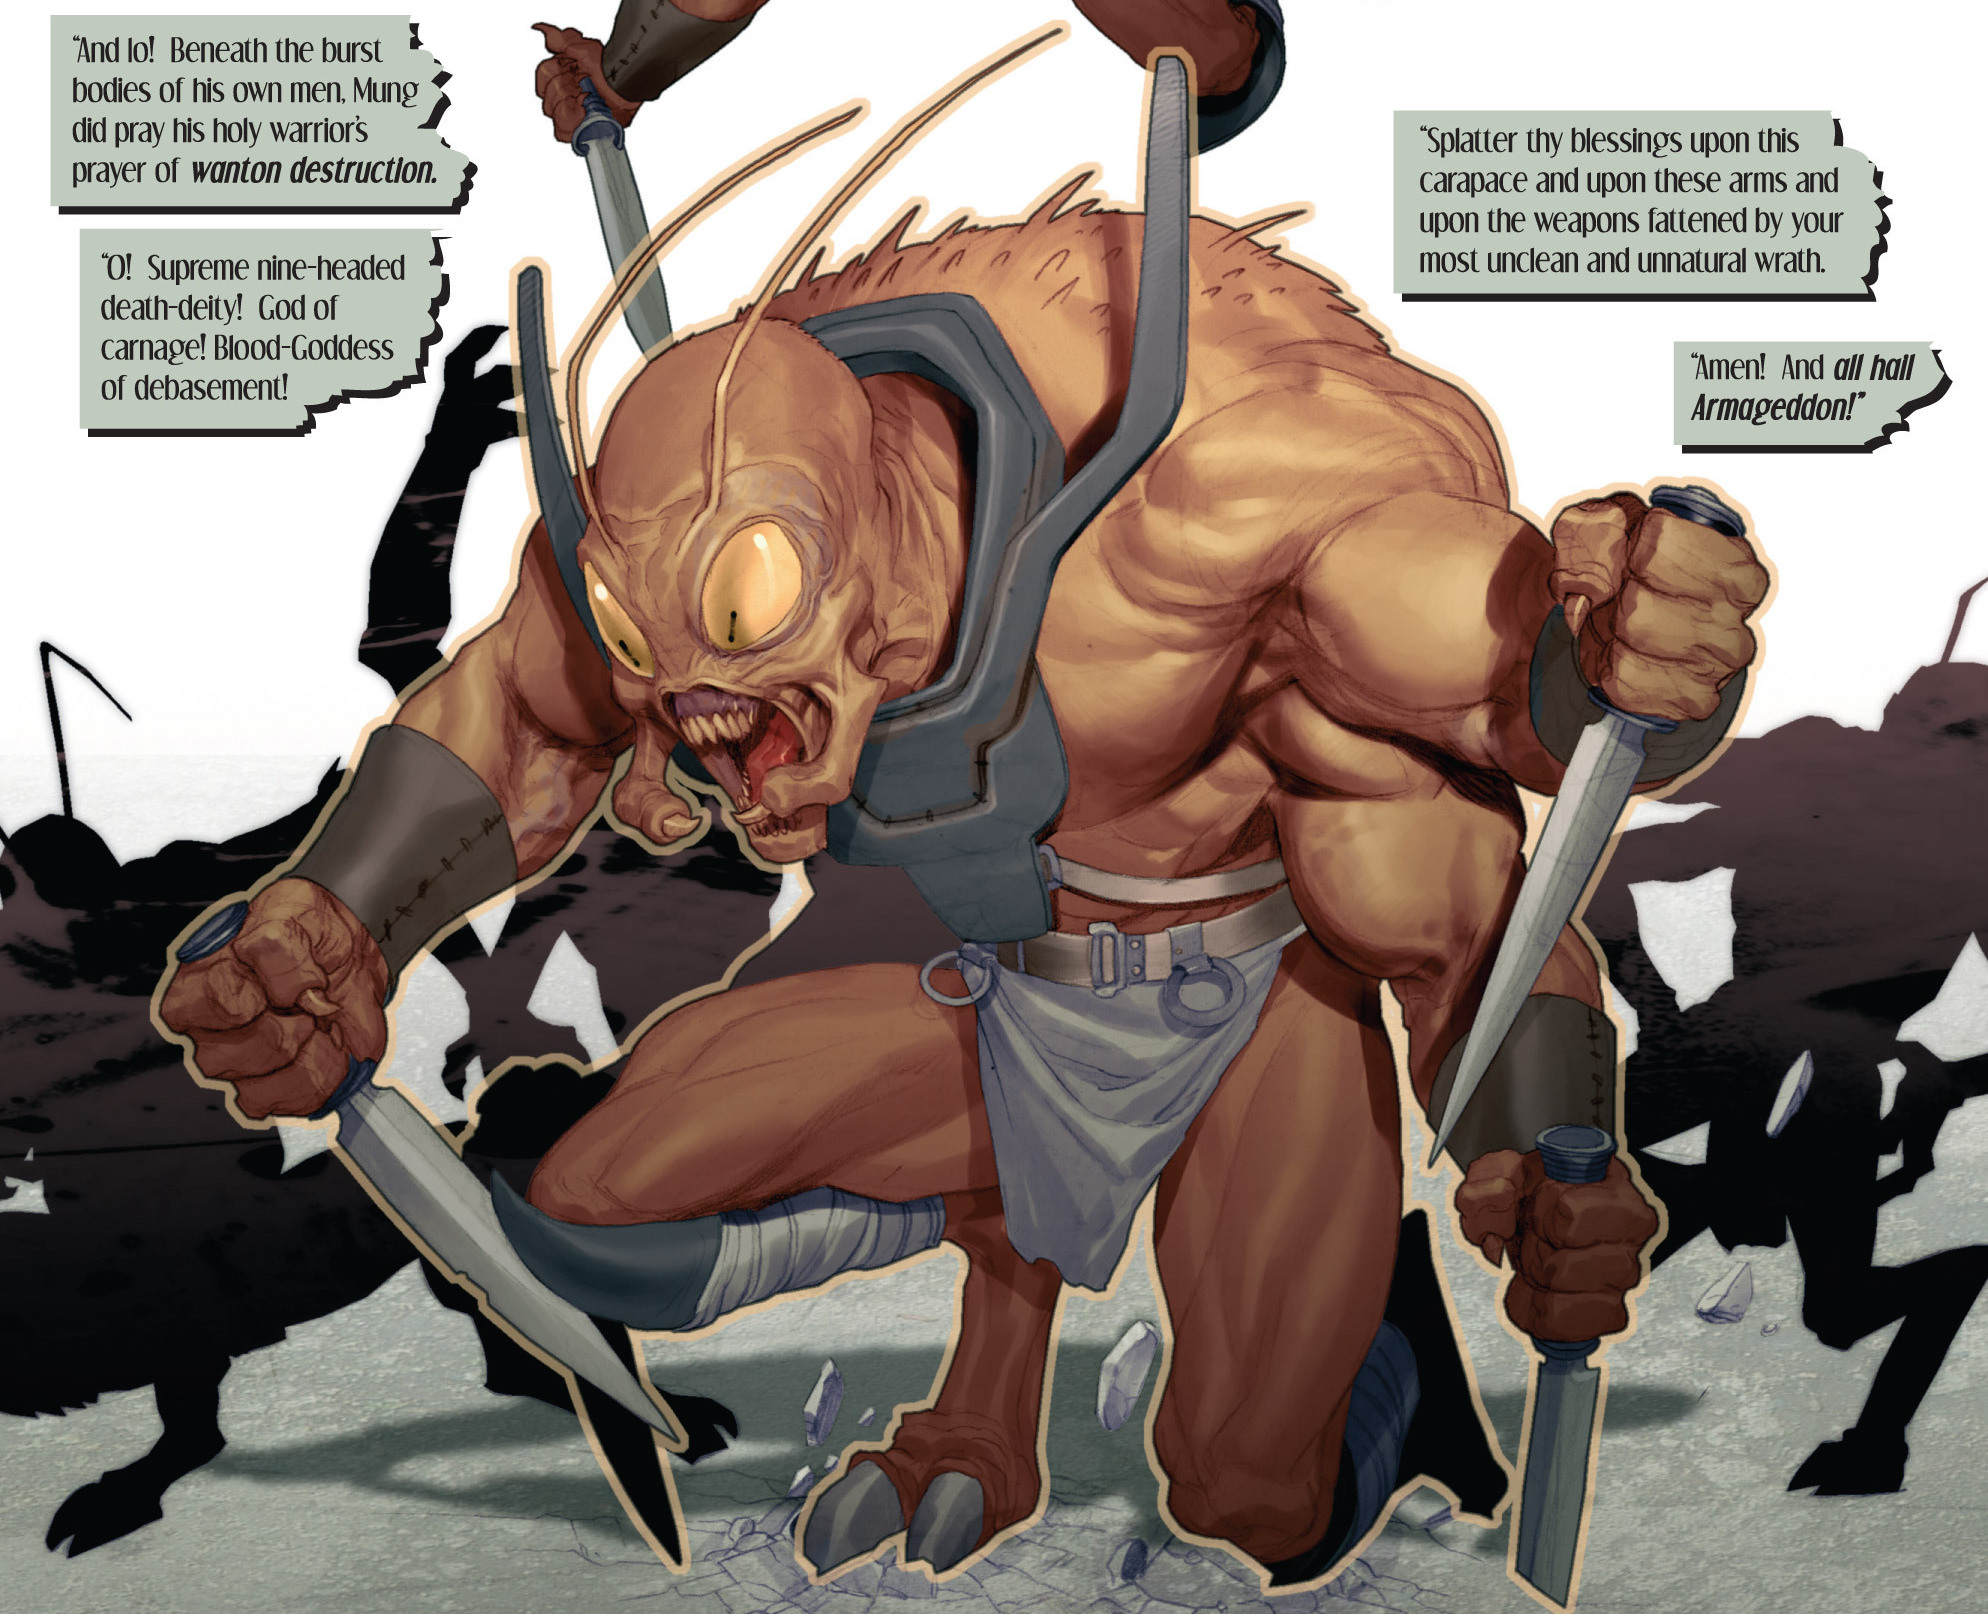 “And lo!  Beneath the burst
bodies of his own men, Mung
did pray his holy warrior’s
prayer of wanton destruction.
“O!  Supreme nine-headed
death-deity!  God of
carnage! Blood-Goddess
of debasement!
“Splatter thy blessings upon this
carapace and upon these arms and
upon the weapons fattened by your
most unclean and unnatural wrath.
“Amen!  And all hail
Armageddon!”